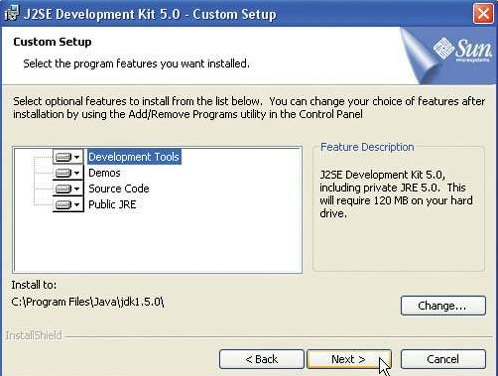 J2SE Development Kit 5.0 - Custom Setup
Custom Setup
Select the program features you want installed.
Sun
microsystems
Select optional features to install from the list below. You can change your choice of features after
installation by using the Add/Remove Programs utility in the Control Panel
Development Tools
Demos
Source Code
Public JRE
Feature Description
J2SE Development Kit 5.0,
including private JRE 5.0. This
will require 120 MB on your hard
drive.
Install to:
C:\Program Files\Java\jdk1.5.0\
Change...
InstallShield
< Back
Next >
Cancel